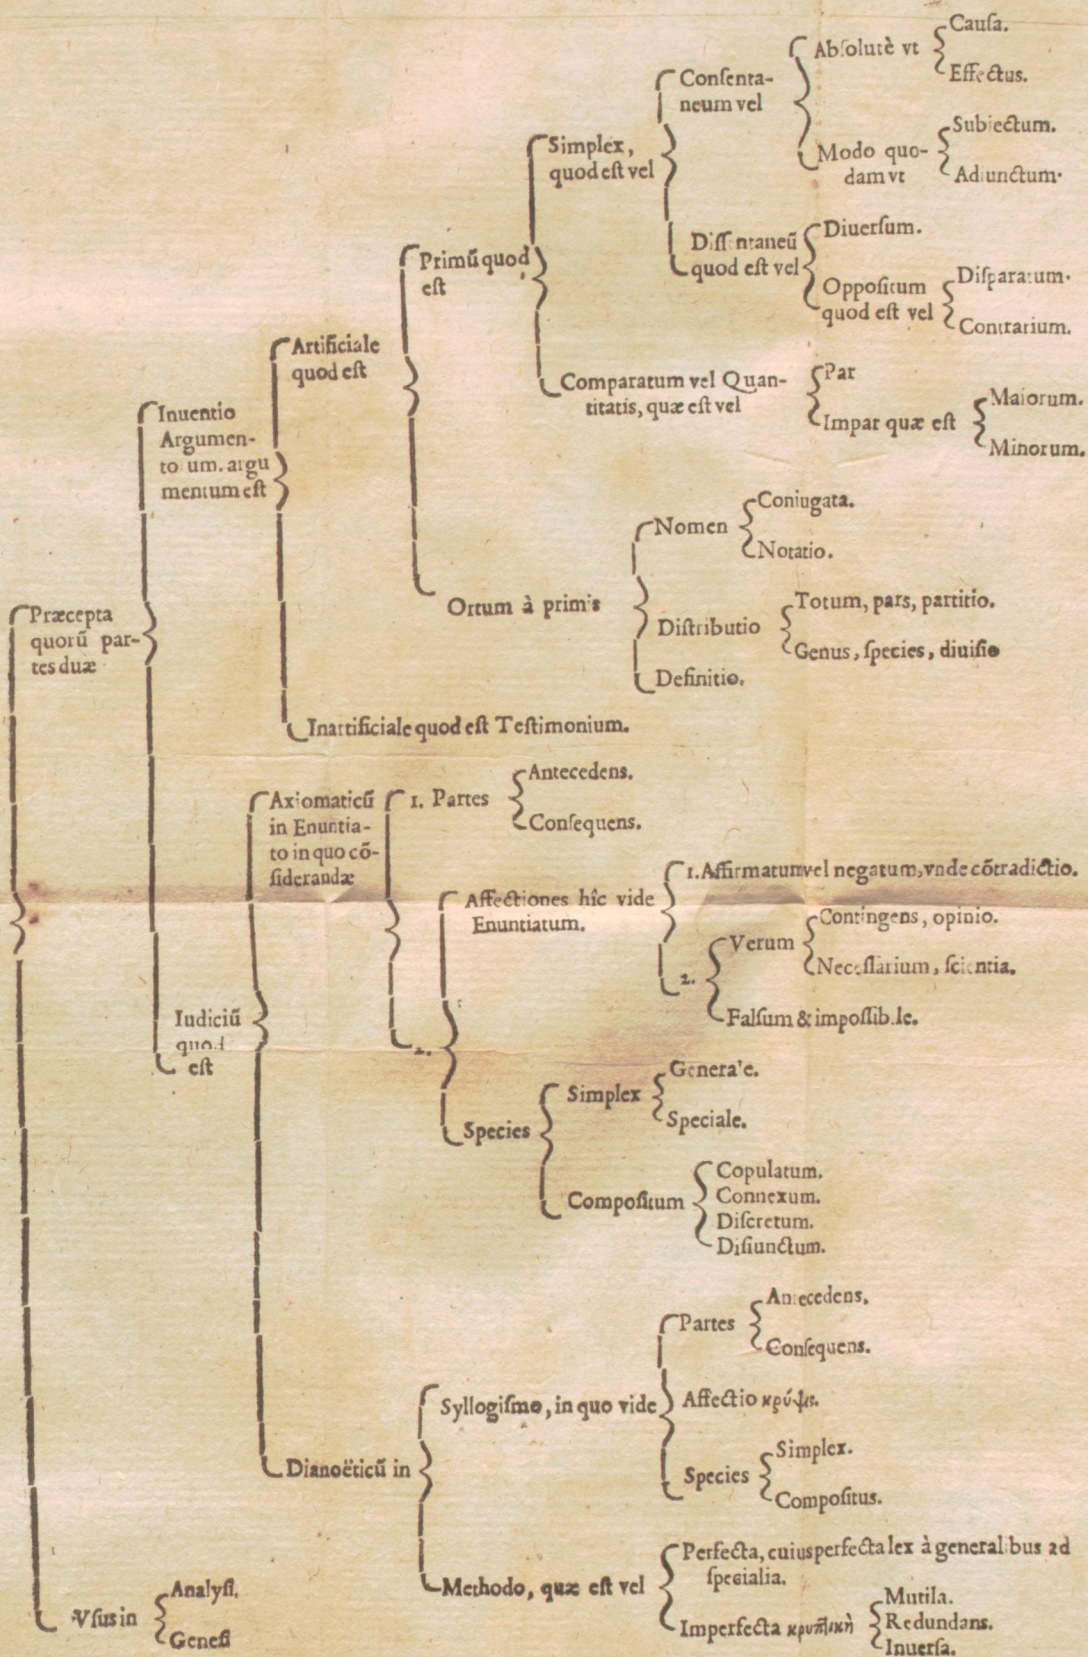 Præcepta
quorū par-
tes duæ
Inuentio
Argumen-
to um. argu
mentum eſt
Artificiale
quod eſt
Primū quod
eſt
Simplex,
quod eſt vel
Conſenta-
neum vel
Abſolutè vt
Cauſa.
Effectus.
Modo quo-
dam vt
Subiectum.
Adiunctum.
Diſſentaneū
quod eſt vel
Diuerſum.
Oppoſitum
quod eſt vel
Diſparatum.
Contrarium.
Comparatum vel Quan-
titatis, quæ eſt vel
Par
Impar quæ eſt
Maiorum.
Minorum.
Ortum à primis
Nomen
Coniugata.
Notatio.
Diſtributio
Totum, pars, partitio.
Genus, ſpecies, diuiſio
Definitio.
Inartificiale quod eſt Teſtimonium.
Iudiciū
quod
eſt
Axiomaticū
in Enuntia-
to in quo cō-
ſiderandæ
1. Partes
Antecedens.
Conſequens.
2.
Affectiones hîc vide
Enuntiatum.
1. Affirmatum vel negatum, vnde cōtradictio.
2.
Verum
Contingens, opinio.
Neceſſarium, ſcientia.
Falſum & impoſſibile.
Species
Simplex
Generale.
Speciale.
Compoſitum
Copulatum.
Connexum.
Diſcretum.
Diſiunctum.
Dianoëticū in
Syllogiſmo, in quo vide
Partes
Antecedens.
Conſequens.
Affectio κρύψις.
Species
Simplex.
Compoſitus.
Methodo, quæ eſt vel
Perfecta, cuius perfecta lex à generalibus ad
ſpecialia.
Imperfecta κρυπτικὴ
Mutila.
Redundans.
Inuerſa.
Vſus in
Analyſi.
Geneſi